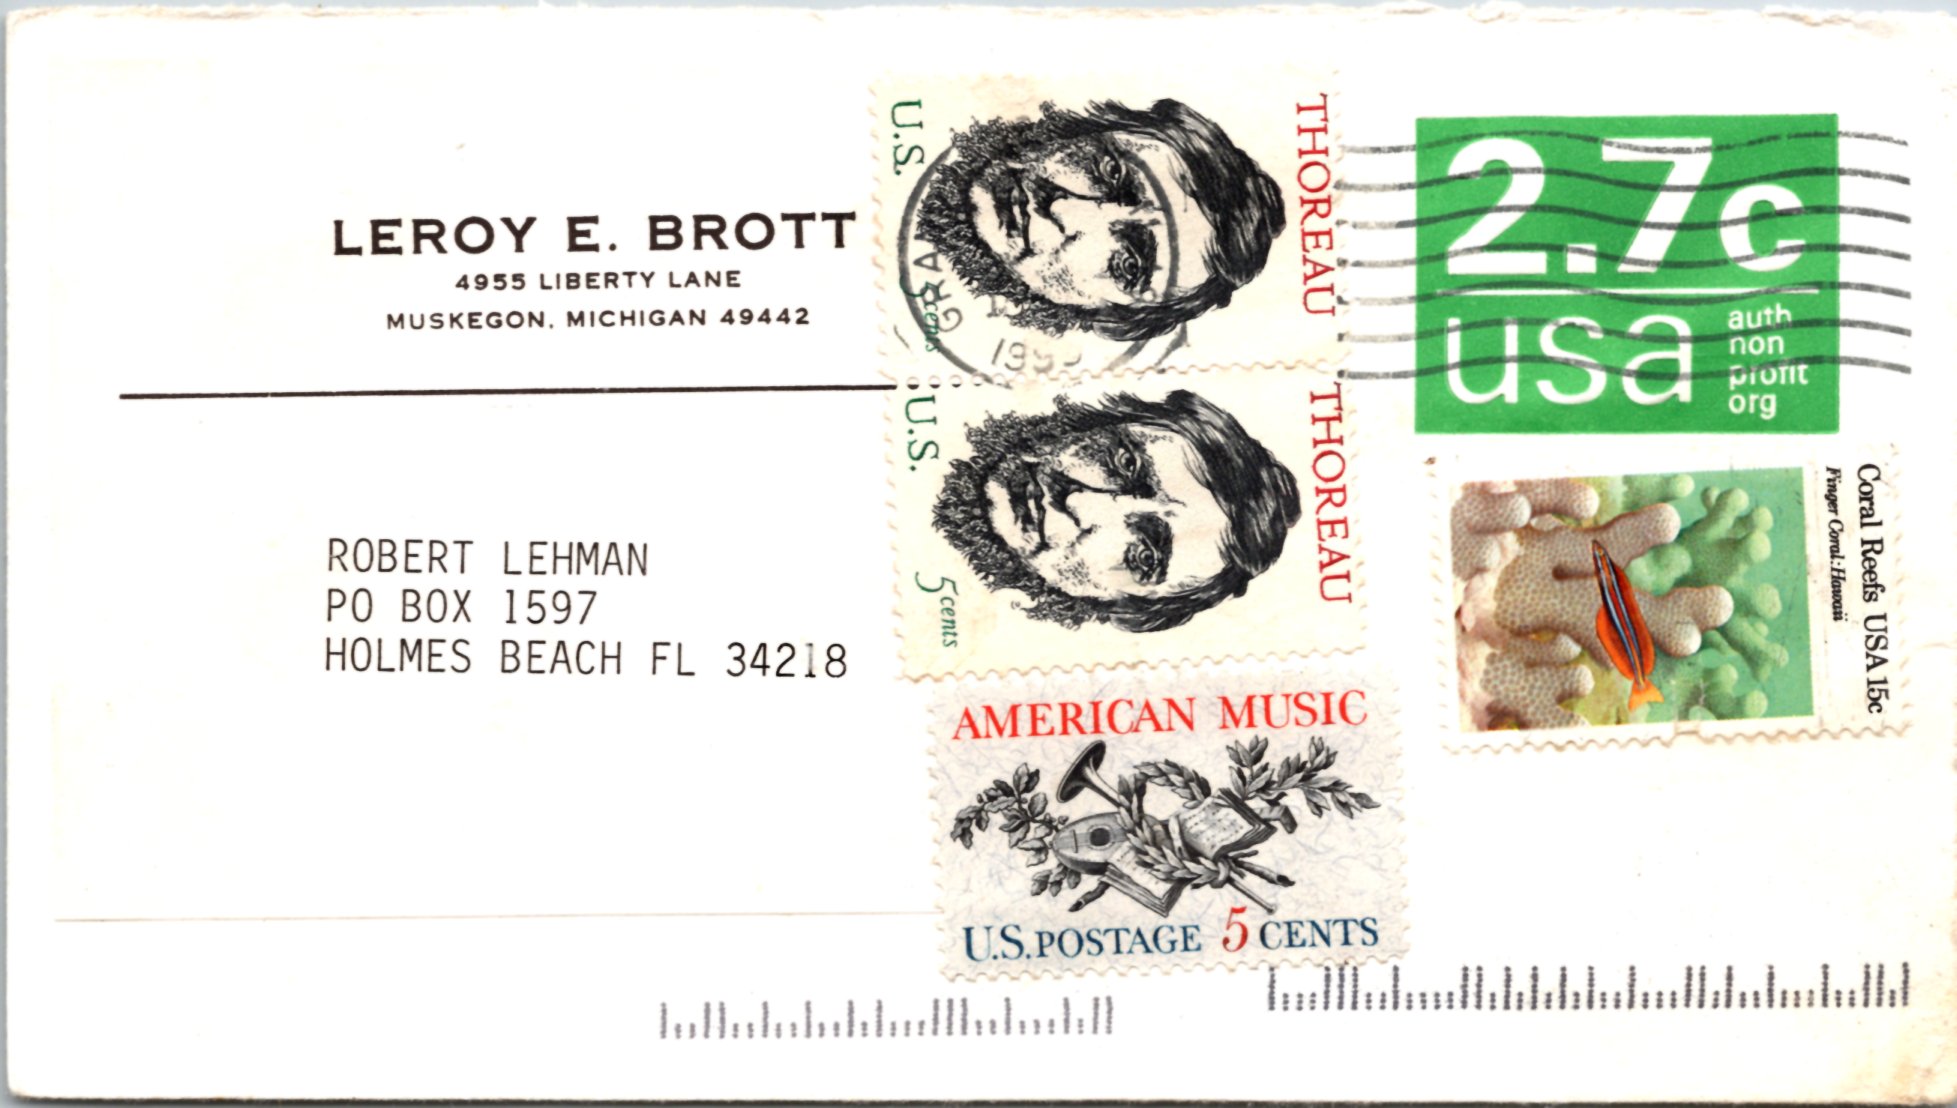 LEROY E. BROTT
4955 LIBERTY LANE
MUSKEGON, MICHIGAN 49442
ROBERT LEHMAN
PO BOX 1597
HOLMES BEACH FL 34218
U.S.
THOREAU
5 cents
U.S.
THOREAU
5 cents
AMERICAN MUSIC
U.S. POSTAGE 5 CENTS
2.7c
usa
auth
non
profit
org
Coral Reefs USA 15c
Finger Coral: Hawaii